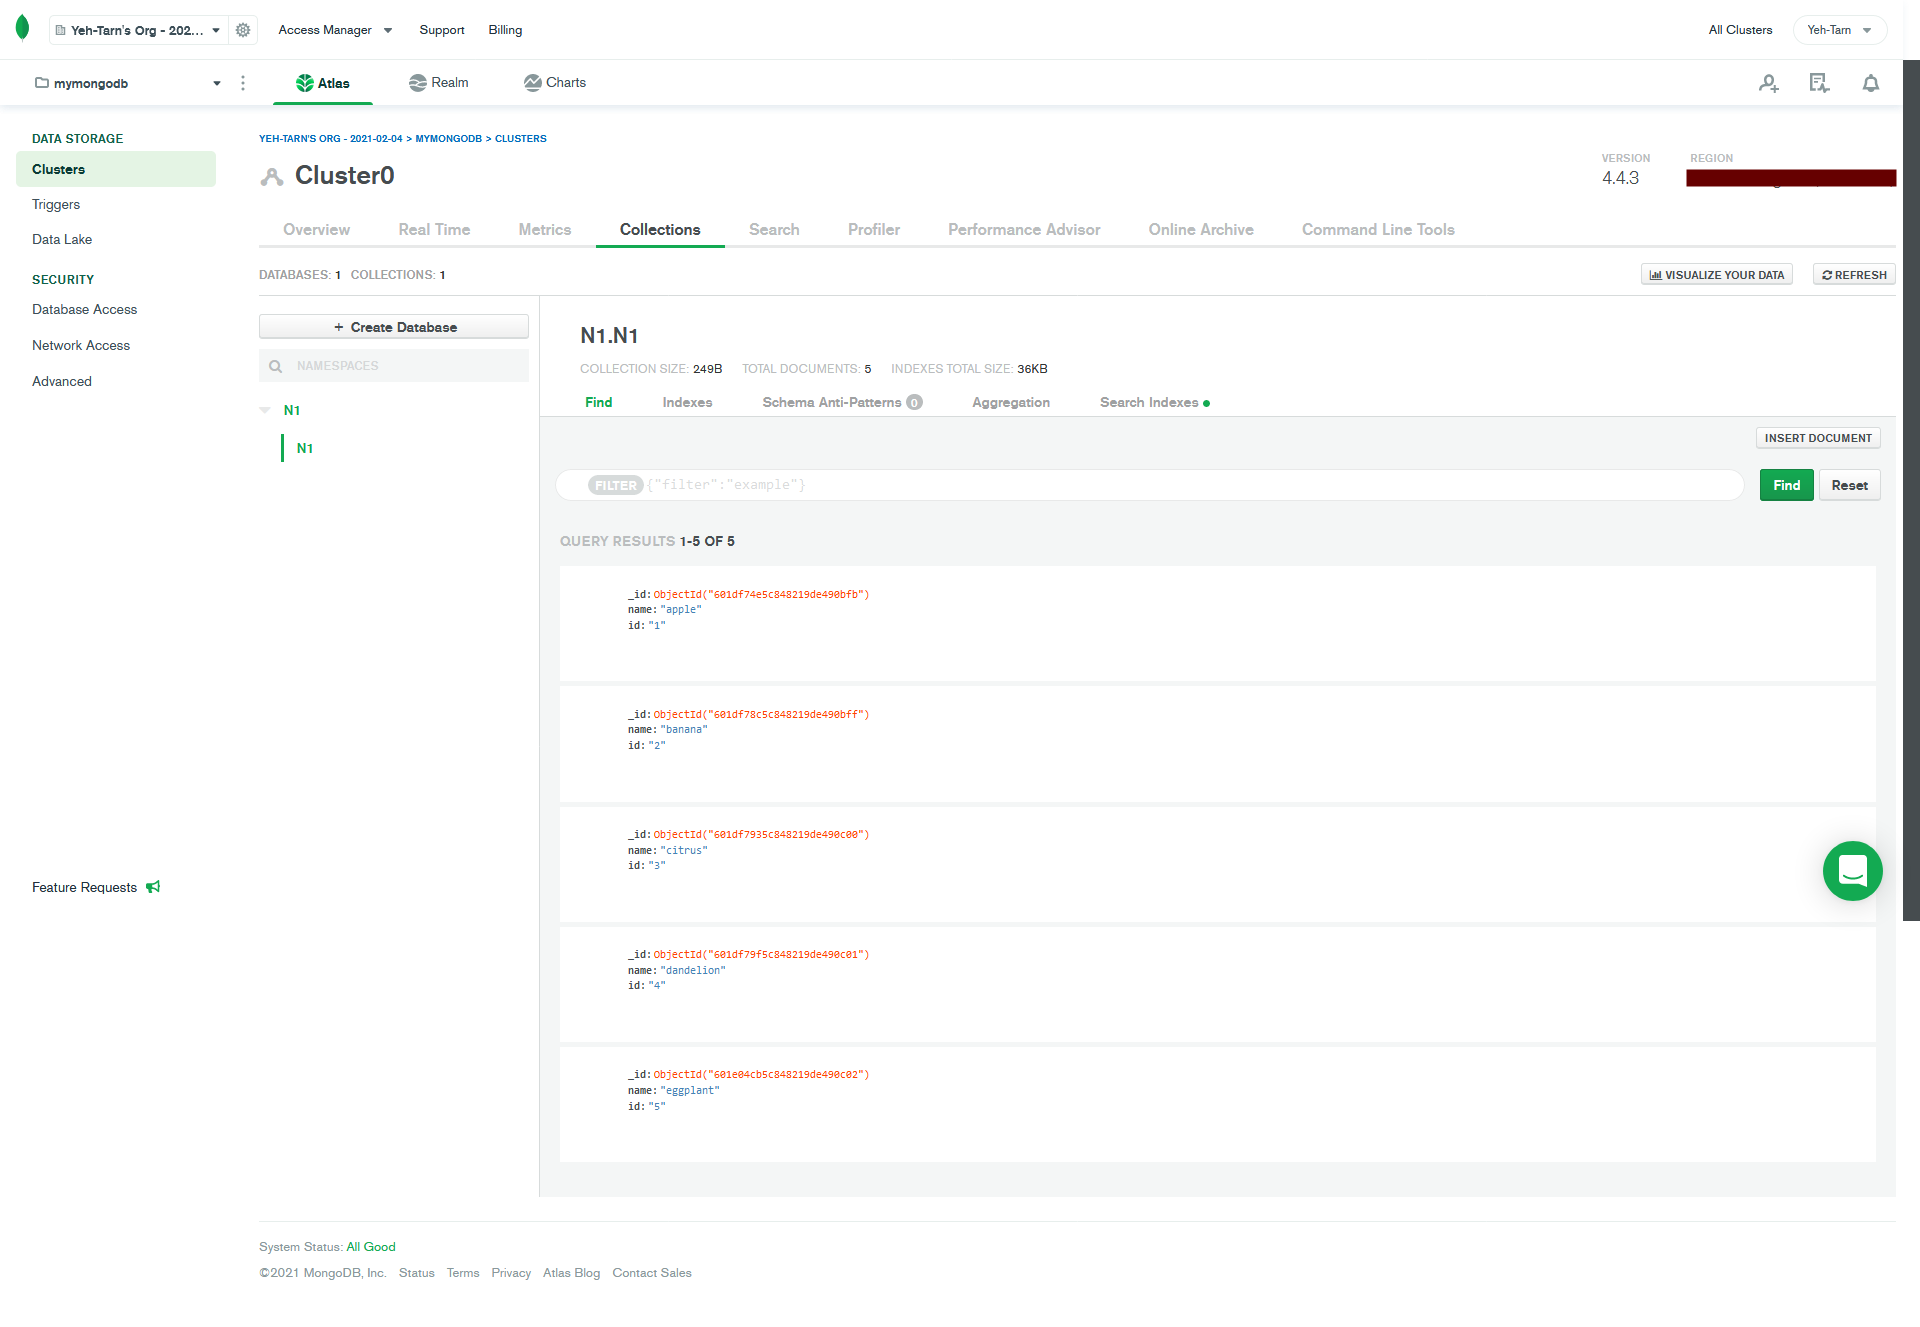 Yeh-Tarn's Org - 202...
Access Manager
Support
Billing
All Clusters
Yeh-Tarn
mymongodb
Atlas
Realm
Charts
DATA STORAGE
Clusters
Triggers
Data Lake
SECURITY
Database Access
Network Access
Advanced
Feature Requests
YEH-TARN'S ORG - 2021-02-04 > MYMONGODB > CLUSTERS
Cluster0
VERSION
4.4.3
REGION
Overview
Real Time
Metrics
Collections
Search
Profiler
Performance Advisor
Online Archive
Command Line Tools
DATABASES: 1 COLLECTIONS: 1
VISUALIZE YOUR DATA
REFRESH
+ Create Database
NAMESPACES
N1
N1
N1.N1
COLLECTION SIZE: 249B TOTAL DOCUMENTS: 5 INDEXES TOTAL SIZE: 36KB
Find
Indexes
Schema Anti-Patterns 0
Aggregation
Search Indexes
INSERT DOCUMENT
FILTER {"filter":"example"}
Find
Reset
QUERY RESULTS 1-5 OF 5
_id: ObjectId("601df74e5c848219de490bfb")
name: "apple"
id: "1"
_id: ObjectId("601df78c5c848219de490bff")
name: "banana"
id: "2"
_id: ObjectId("601df7935c848219de490c00")
name: "citrus"
id: "3"
_id: ObjectId("601df79f5c848219de490c01")
name: "dandelion"
id: "4"
_id: ObjectId("601e04cb5c848219de490c02")
name: "eggplant"
id: "5"
System Status: All Good
©2021 MongoDB, Inc. Status Terms Privacy Atlas Blog Contact Sales